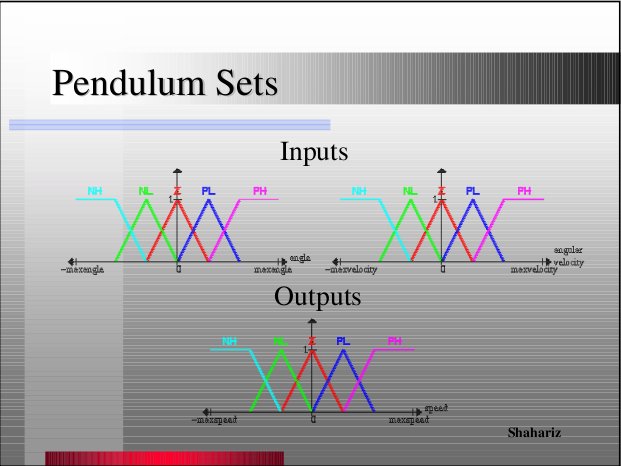 Pendulum Sets
Inputs
NH NL Z PL PH
1
angle
-maxangle 0 maxangle
NH NL Z PL PH
1
angular
velocity
-maxvelocity 0 maxvelocity
Outputs
NH NL Z PL PH
1
speed
-maxspeed 0 maxspeed
Shahariz